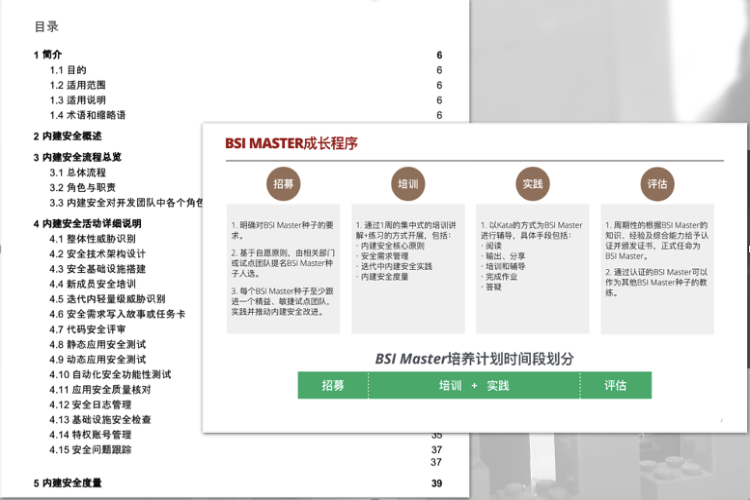 目录
1 简介 6
1.1 目的 6
1.2 适用范围 6
1.3 适用说明 6
1.4 术语和缩略语 6
2 内建安全概述
3 内建安全流程总览
3.1 总体流程
3.2 角色与职责
3.3 内建安全对开发团队中各个角色
4 内建安全活动详细说明
4.1 整体性威胁识别
4.2 安全技术架构设计
4.3 安全基础设施搭建
4.4 新成员安全培训
4.5 迭代内轻量级威胁识别
4.6 安全需求写入故事或任务卡
4.7 代码安全评审
4.8 静态应用安全测试
4.9 动态应用安全测试
4.10 自动化安全功能性测试
4.11 应用安全质量核对
4.12 安全日志管理
4.13 基础设施安全检查
4.14 特权账号管理 35
4.15 安全问题跟踪 37
37
5 内建安全度量 39
BSI MASTER成长程序
招募
1. 明确对BSI Master种子的要
求。
2. 基于自愿原则，由相关部门
或试点团队提名BSI Master种
子人选。
3. 每个BSI Master种子至少跟
进一个精益、敏捷试点团队，
实践并推动内建安全改进。
培训
1. 通过1周的集中式的培训讲
解+练习的方式开展，包括：
· 内建安全核心原则
· 安全需求管理
· 迭代中内建安全实践
· 内建安全度量
实践
1. 以Kata的方式为BSI Master
进行辅导，具体手段包括：
· 阅读
· 输出、分享
· 培训和辅导
· 完成作业
· 答疑
评估
1. 周期性的根据BSI Master的
知识、经验及综合能力给予认
证并颁发证书，正式任命为
BSI Master。
2. 通过认证的BSI Master可以
作为其他BSI Master种子的教
练。
BSI Master培养计划时间段划分
招募 培训 + 实践 评估